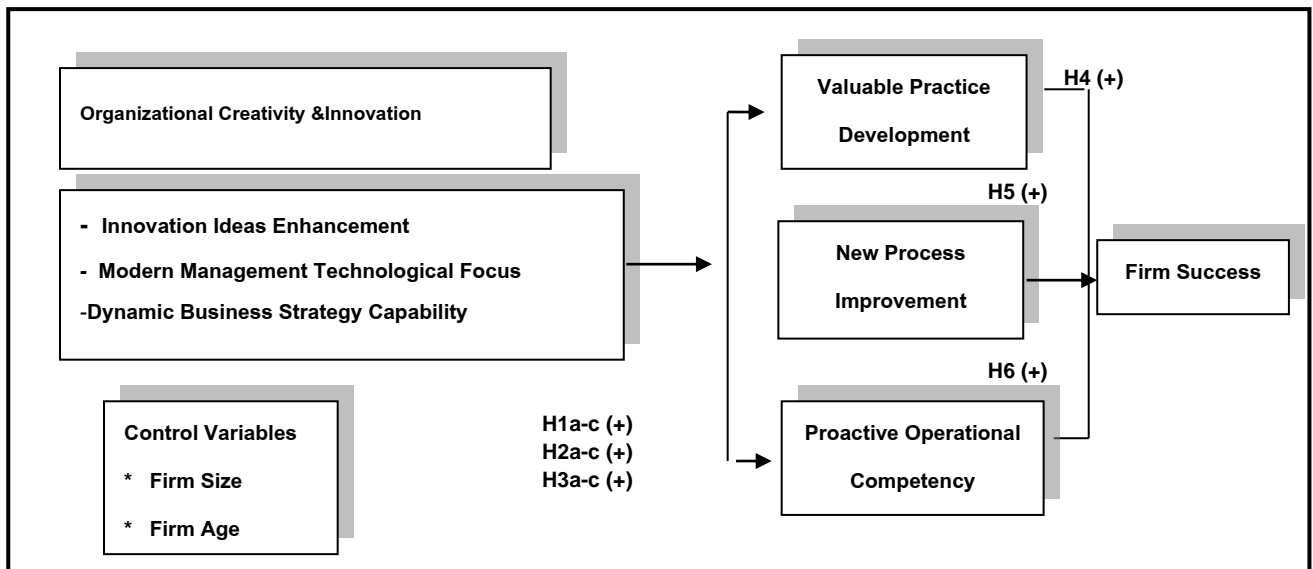 Organizational Creativity &Innovation
- Innovation Ideas Enhancement
- Modern Management Technological Focus
-Dynamic Business Strategy Capability
Control Variables
* Firm Size
* Firm Age
H1a-c (+)
H2a-c (+)
H3a-c (+)
Valuable Practice
Development
H4 (+)
H5 (+)
New Process
Improvement
H6 (+)
Proactive Operational
Competency
Firm Success